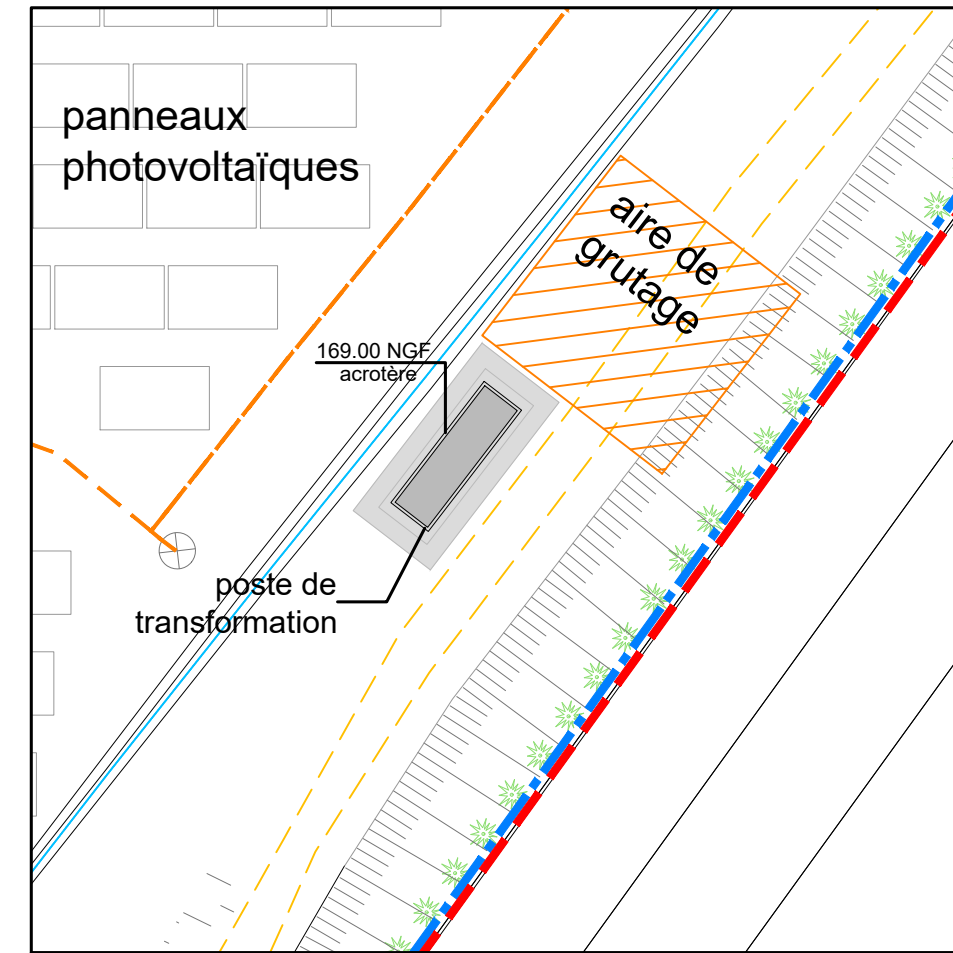 panneaux
photovoltaïques
aire de
grutage
169.00 NGF
acrotère
poste de
transformation